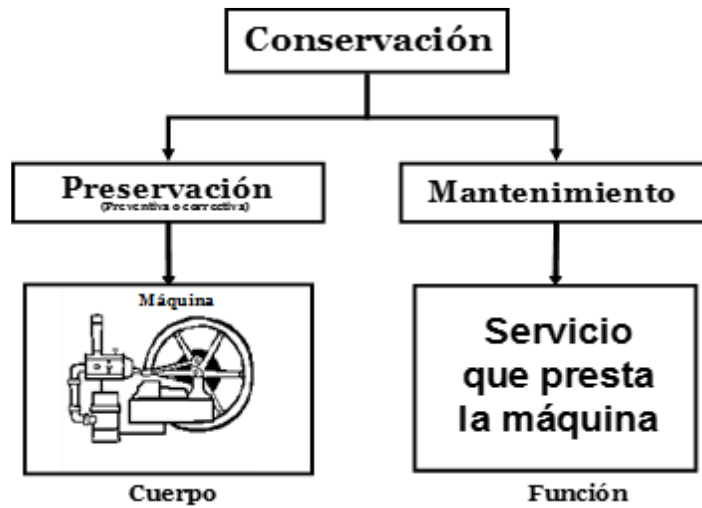 Conservación
Preservación
(Preventiva o correctiva)
Mantenimiento
Máquina
Servicio
que presta
la máquina
Cuerpo
Función